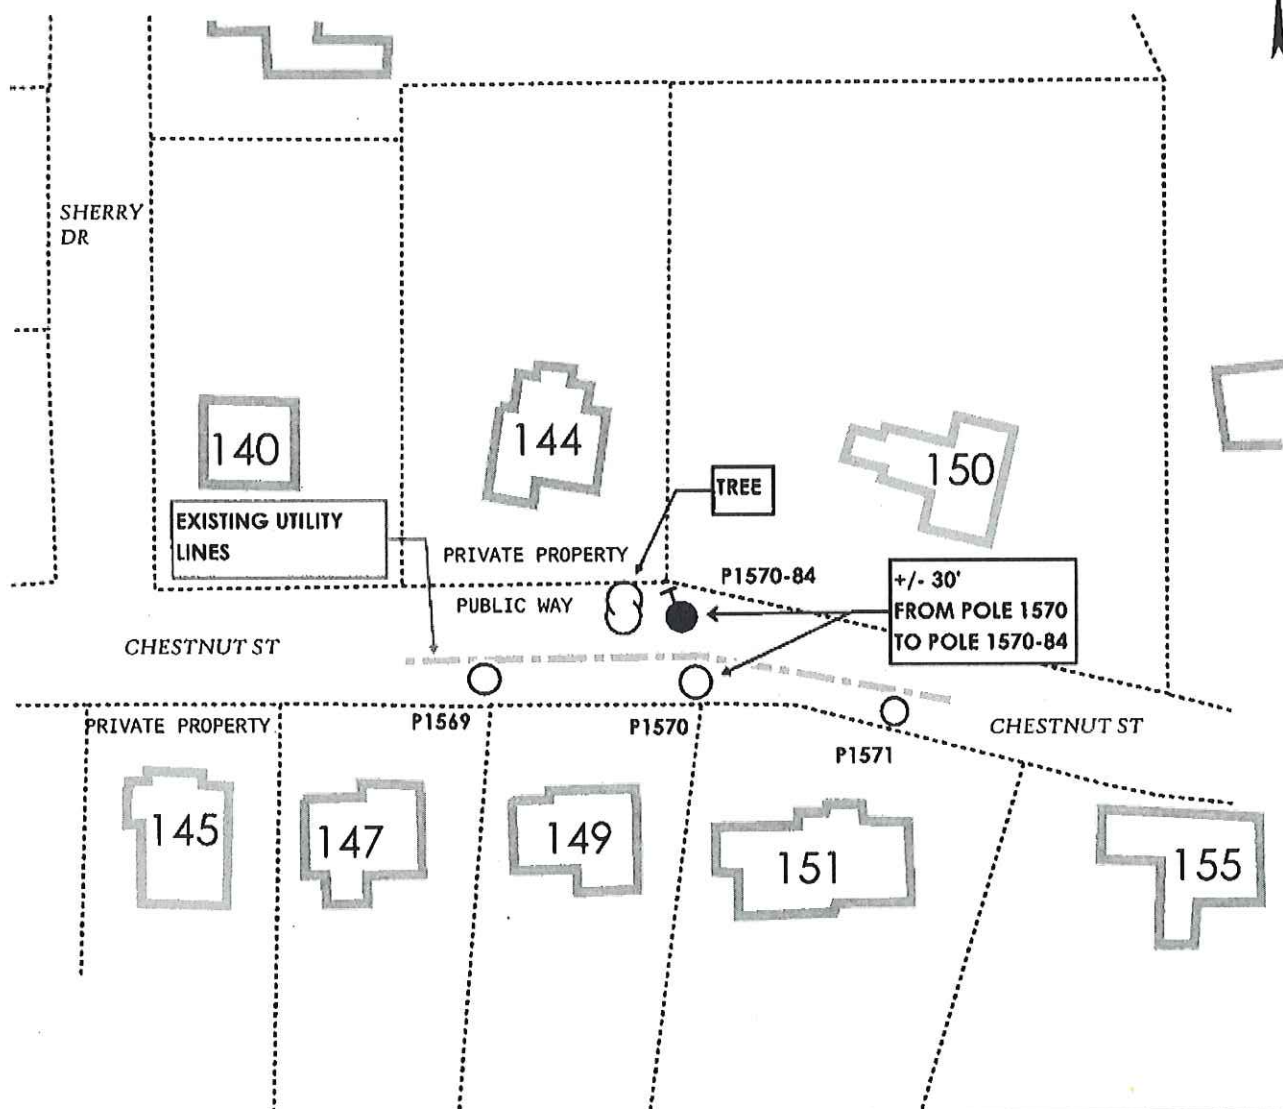 SHERRY
DR
140
144
150
TREE
EXISTING UTILITY
LINES
PRIVATE PROPERTY
PUBLIC WAY
P1570-84
+/- 30'
FROM POLE 1570
TO POLE 1570-84
CHESTNUT ST
PRIVATE PROPERTY
P1569
P1570
P1571
CHESTNUT ST
145
147
149
151
155